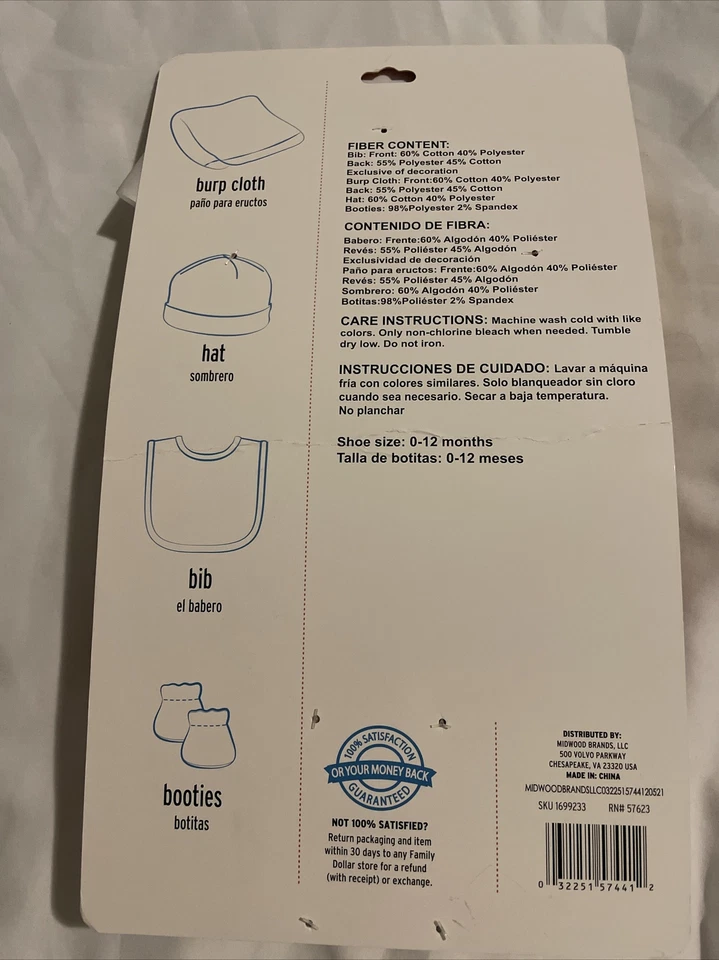 burp cloth
paño para eructos
hat
sombrero
bib
el babero
booties
botitas
FIBER CONTENT:
Bib: Front: 60% Cotton 40% Polyester
Back: 55% Polyester 45% Cotton
Exclusive of decoration
Burp Cloth: Front:60% Cotton 40% Polyester
Back: 55% Polyester 45% Cotton
Hat: 60% Cotton 40% Polyester
Booties: 98%Polyester 2% Spandex
CONTENIDO DE FIBRA:
Babero: Frente:60% Algodón 40% Poliéster
Revés: 55% Poliéster 45% Algodón
Exclusividad de decoración
Paño para eructos: Frente:60% Algodón 40% Poliéster
Revés: 55% Poliéster 45% Algodón
Sombrero: 60% Algodón 40% Poliéster
Botitas:98%Poliéster 2% Spandex
CARE INSTRUCTIONS: Machine wash cold with like
colors. Only non-chlorine bleach when needed. Tumble
dry low. Do not iron.
INSTRUCCIONES DE CUIDADO: Lavar a máquina
fría con colores similares. Solo blanqueador sin cloro
cuando sea necesario. Secar a baja temperatura.
No planchar
Shoe size: 0-12 months
Talla de botitas: 0-12 meses
100% SATISFACTION
OR YOUR MONEY BACK
GUARANTEED
NOT 100% SATISFIED?
Return packaging and item
within 30 days to any Family
Dollar store for a refund
(with receipt) or exchange.
DISTRIBUTED BY:
MIDWOOD BRANDS, LLC
500 VOLVO PARKWAY
CHESAPEAKE, VA 23320 USA
MADE IN: CHINA
MIDWOODBRANDSLLC0322515744120521
SKU 1699233 RN# 57623
0 32251 57441 2